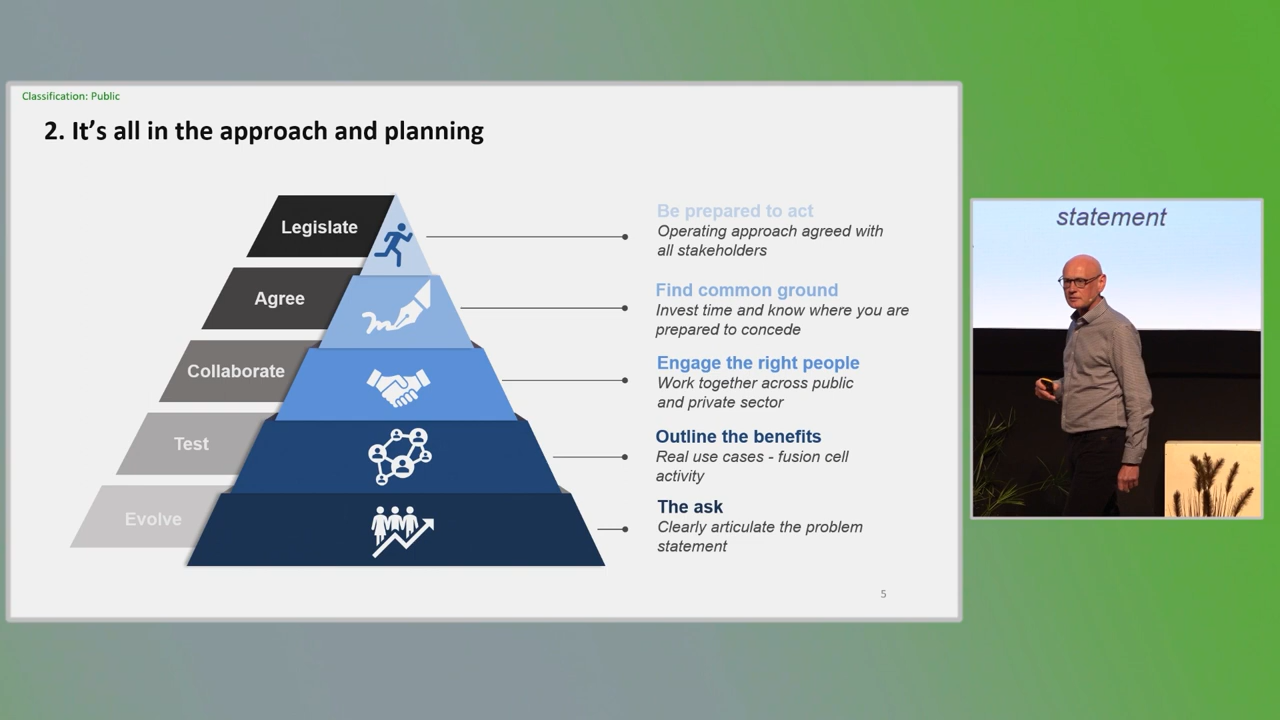 Classification: Public
2. It's all in the approach and planning
Legislate
Agree
Collaborate
Test
Evolve
Be prepared to act
Operating approach agreed with
all stakeholders
Find common ground
Invest time and know where you are
prepared to concede
Engage the right people
Work together across public
and private sector
Outline the benefits
Real use cases - fusion cell
activity
The ask
Clearly articulate the problem
statement
5
statement